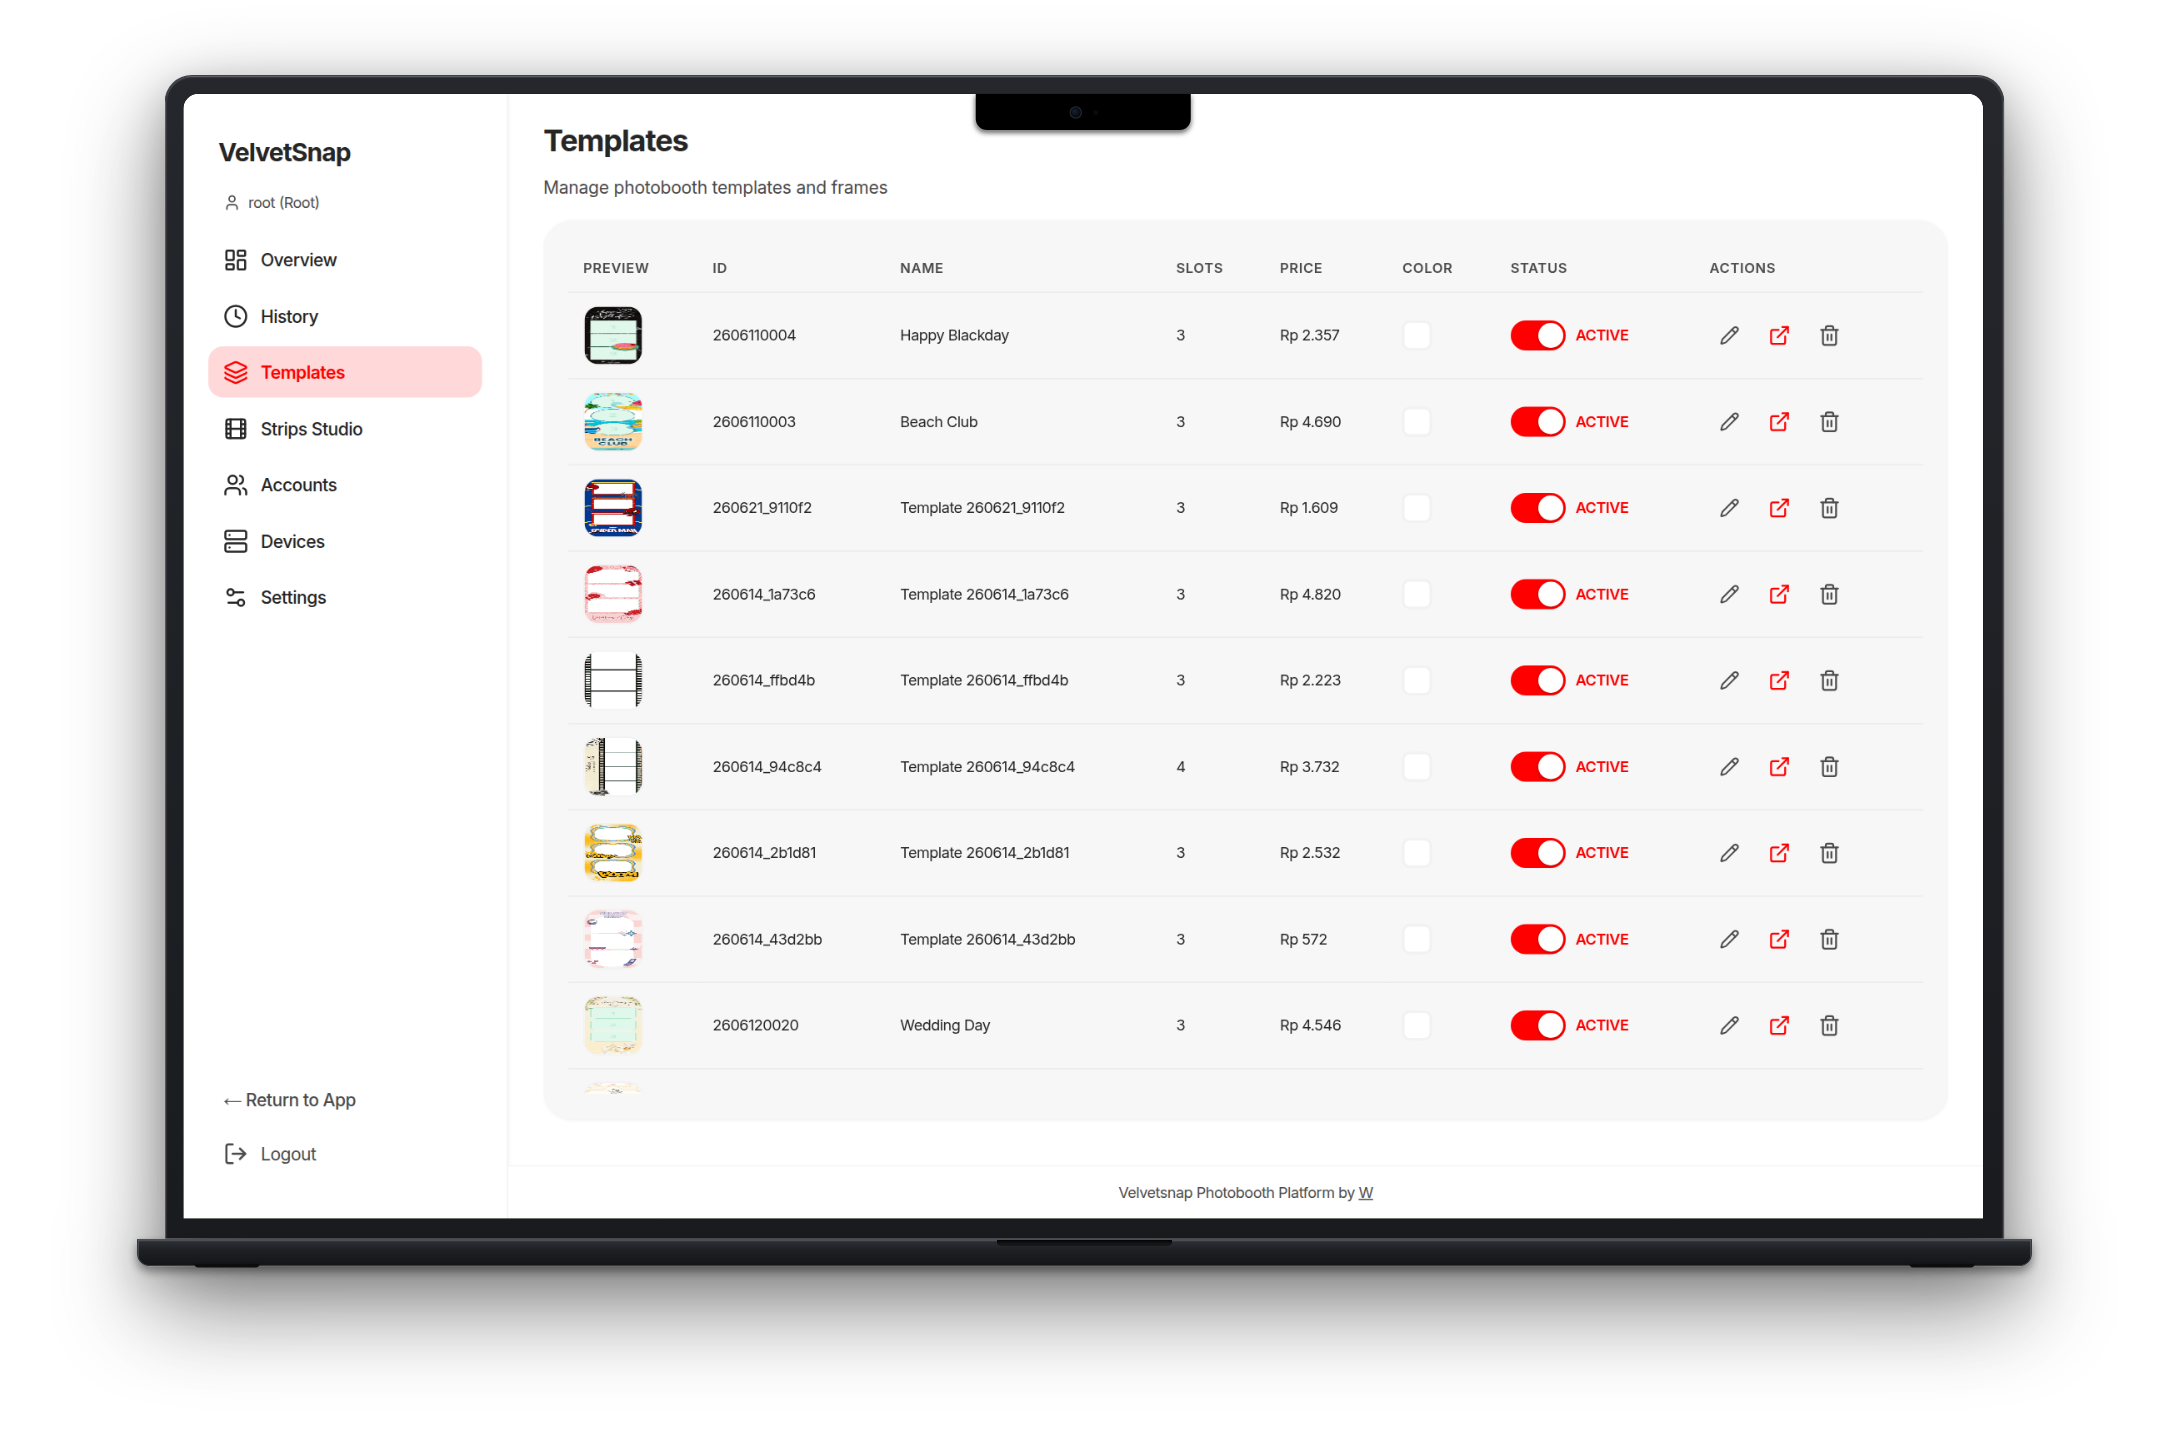 VelvetSnap
root (Root)
Overview
History
Templates
Strips Studio
Accounts
Devices
Settings
← Return to App
Logout
Templates
Manage photobooth templates and frames
PREVIEW ID NAME SLOTS PRICE COLOR STATUS ACTIONS
2606110004 Happy Blackday 3 Rp 2.357 ACTIVE
BEACH CLUB 2606110003 Beach Club 3 Rp 4.690 ACTIVE
260621_9110f2 Template 260621_9110f2 3 Rp 1.609 ACTIVE
260614_1a73c6 Template 260614_1a73c6 3 Rp 4.820 ACTIVE
260614_ffbd4b Template 260614_ffbd4b 3 Rp 2.223 ACTIVE
260614_94c8c4 Template 260614_94c8c4 4 Rp 3.732 ACTIVE
260614_2b1d81 Template 260614_2b1d81 3 Rp 2.532 ACTIVE
260614_43d2bb Template 260614_43d2bb 3 Rp 572 ACTIVE
2606120020 Wedding Day 3 Rp 4.546 ACTIVE
Velvetsnap Photobooth Platform by W